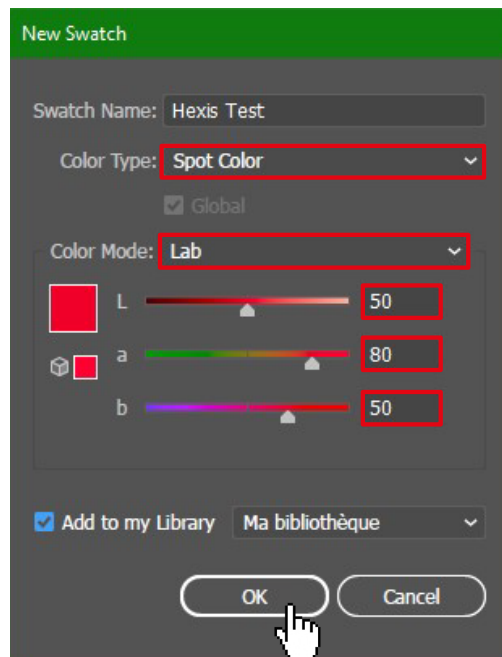 New Swatch
Swatch Name: Hexis Test
Color Type: Spot Color
Global
Color Mode: Lab
L 50
a 80
b 50
Add to my Library Ma bibliothèque
OK Cancel